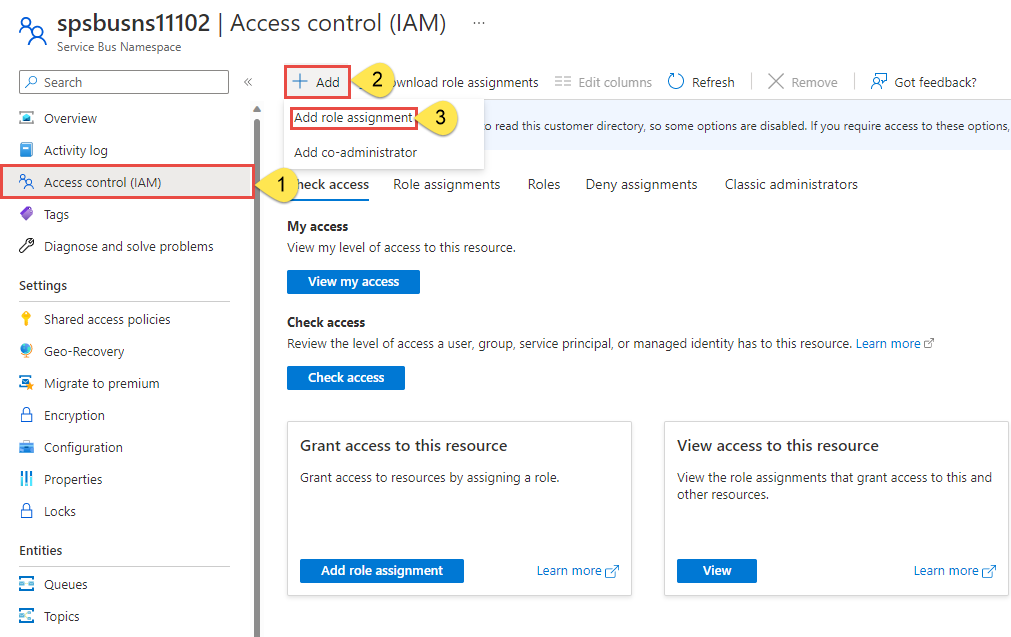 spsbusns11102 | Access control (IAM) ...
Service Bus Namespace
Search
«
Overview
Activity log
Access control (IAM)
Tags
Diagnose and solve problems
Settings
Shared access policies
Geo-Recovery
Migrate to premium
Encryption
Configuration
Properties
Locks
Entities
Queues
Topics
1
Add
2
ownload role assignments
Edit columns
Refresh
Remove
Got feedback?
Add role assignment
3
Add co-administrator
to read this customer directory, so some options are disabled. If you require access to these options,
heck access
Role assignments
Roles
Deny assignments
Classic administrators
My access
View my level of access to this resource.
View my access
Check access
Review the level of access a user, group, service principal, or managed identity has to this resource. Learn more
Check access
Grant access to this resource
Grant access to resources by assigning a role.
Add role assignment
Learn more
View access to this resource
View the role assignments that grant access to this and
other resources.
View
Learn more